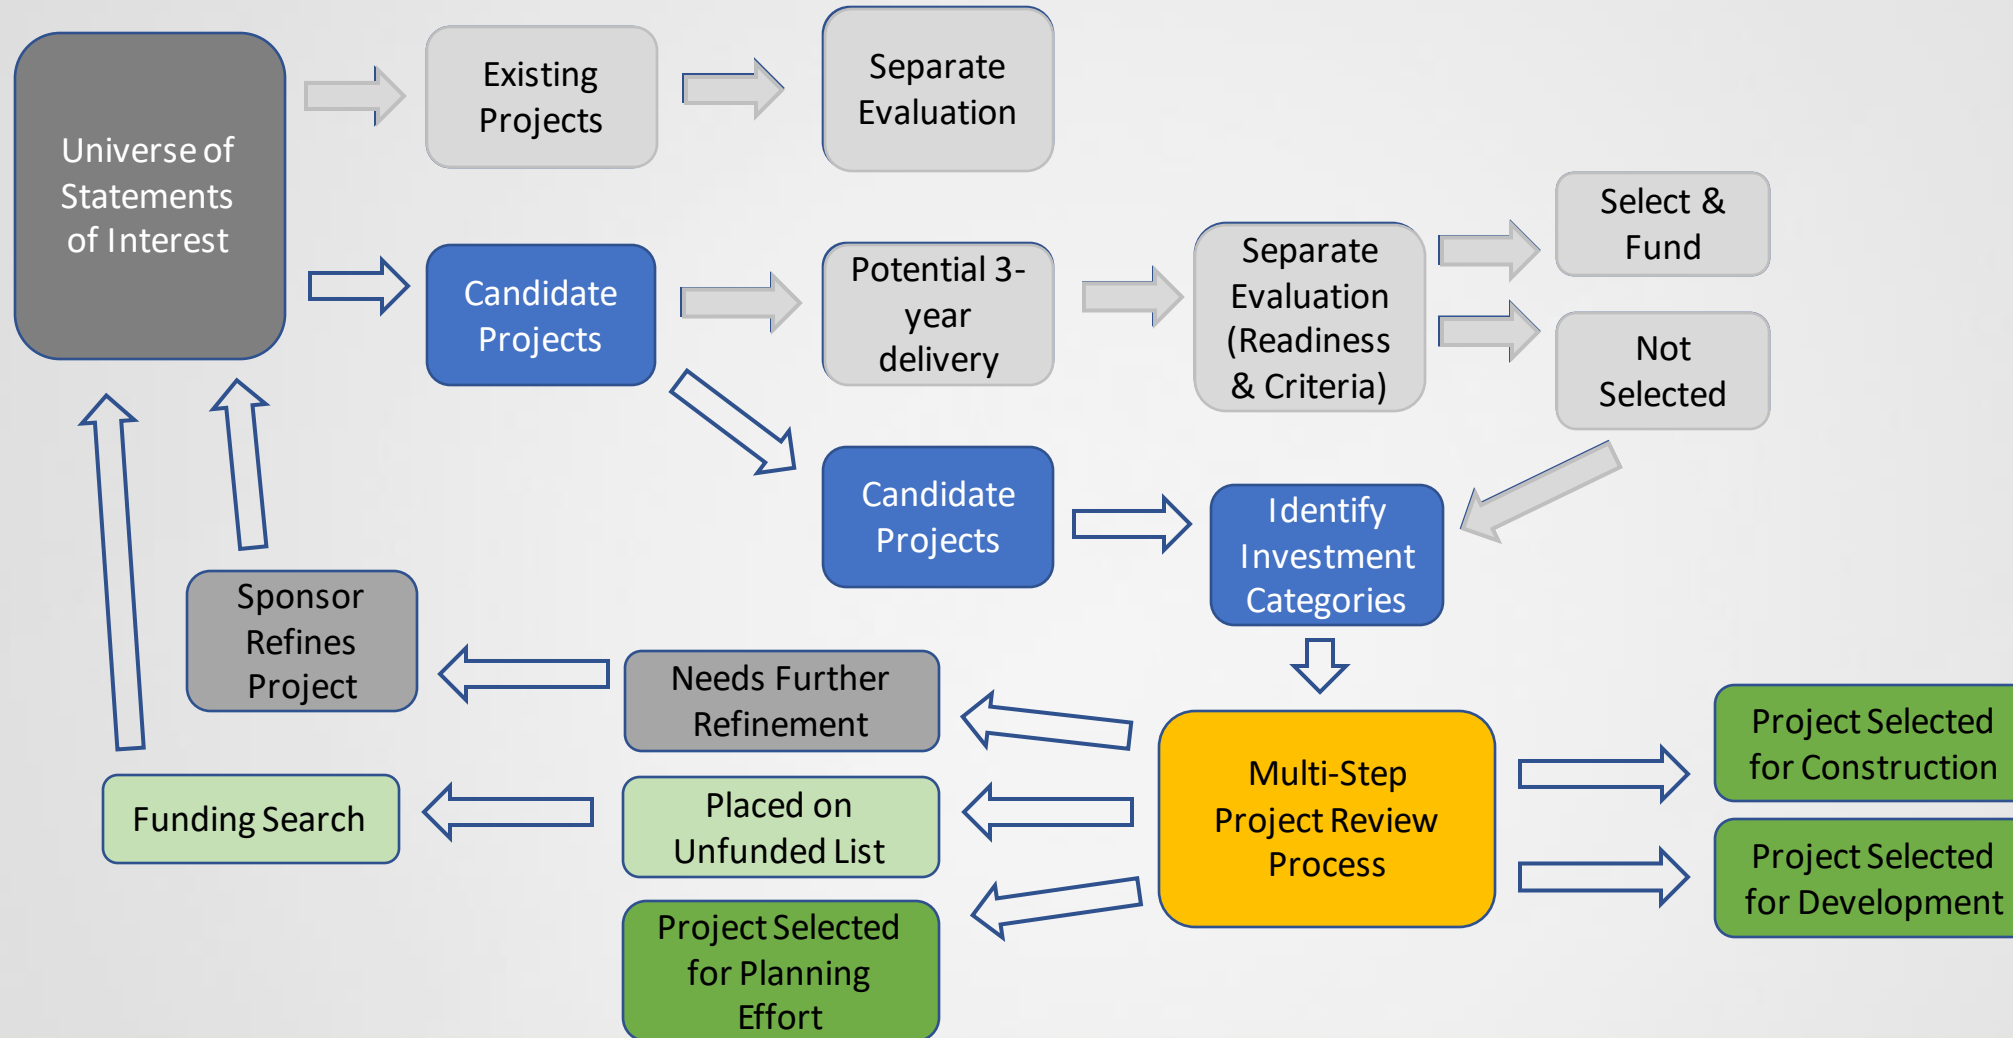 Universe of
Statements
of Interest
Existing
Projects
Separate
Evaluation
Candidate
Projects
Potential 3-
year
delivery
Separate
Evaluation
(Readiness
& Criteria)
Select &
Fund
Not
Selected
Candidate
Projects
Identify
Investment
Categories
Sponsor
Refines
Project
Needs Further
Refinement
Multi-Step
Project Review
Process
Project Selected
for Construction
Funding Search
Placed on
Unfunded List
Project Selected
for Development
Project Selected
for Planning
Effort